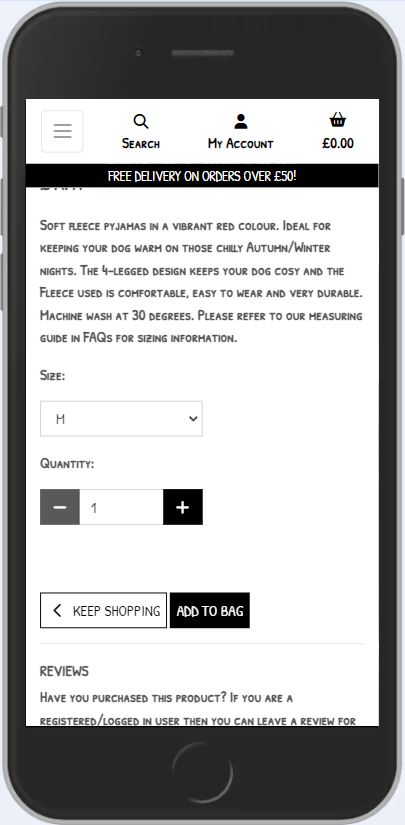 Search
My Account
£0.00
FREE DELIVERY ON ORDERS OVER £50!
Soft fleece pyjamas in a vibrant red colour. Ideal for
keeping your dog warm on those chilly Autumn/Winter
nights. The 4-legged design keeps your dog cosy and the
Fleece used is comfortable, easy to wear and very durable.
Machine wash at 30 degrees. Please refer to our measuring
guide in FAQs for sizing information.
Size:
M
Quantity:
1
KEEP SHOPPING
ADD TO BAG
REVIEWS
Have you purchased this product? If you are a
registered/logged in user then you can leave a review for